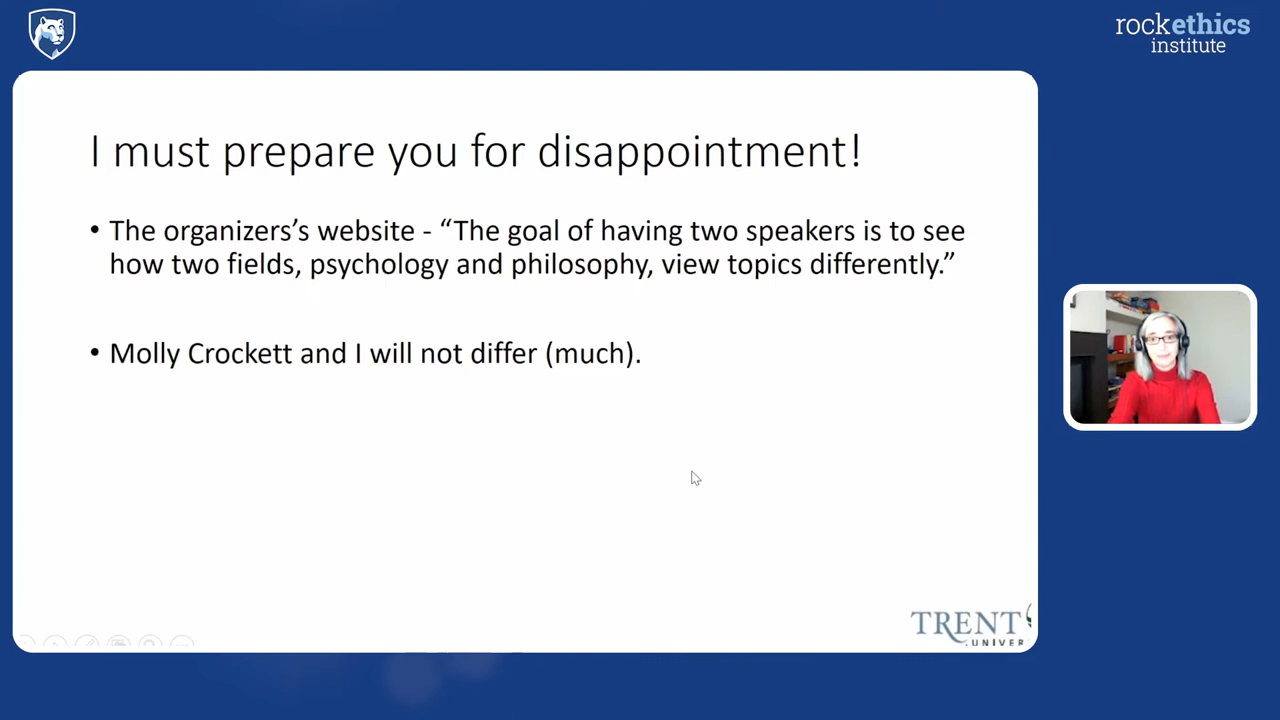 rockethics
institute
I must prepare you for disappointment!
• The organizers’s website - “The goal of having two speakers is to see
how two fields, psychology and philosophy, view topics differently.”
• Molly Crockett and I will not differ (much).
TRENT
UNIVER